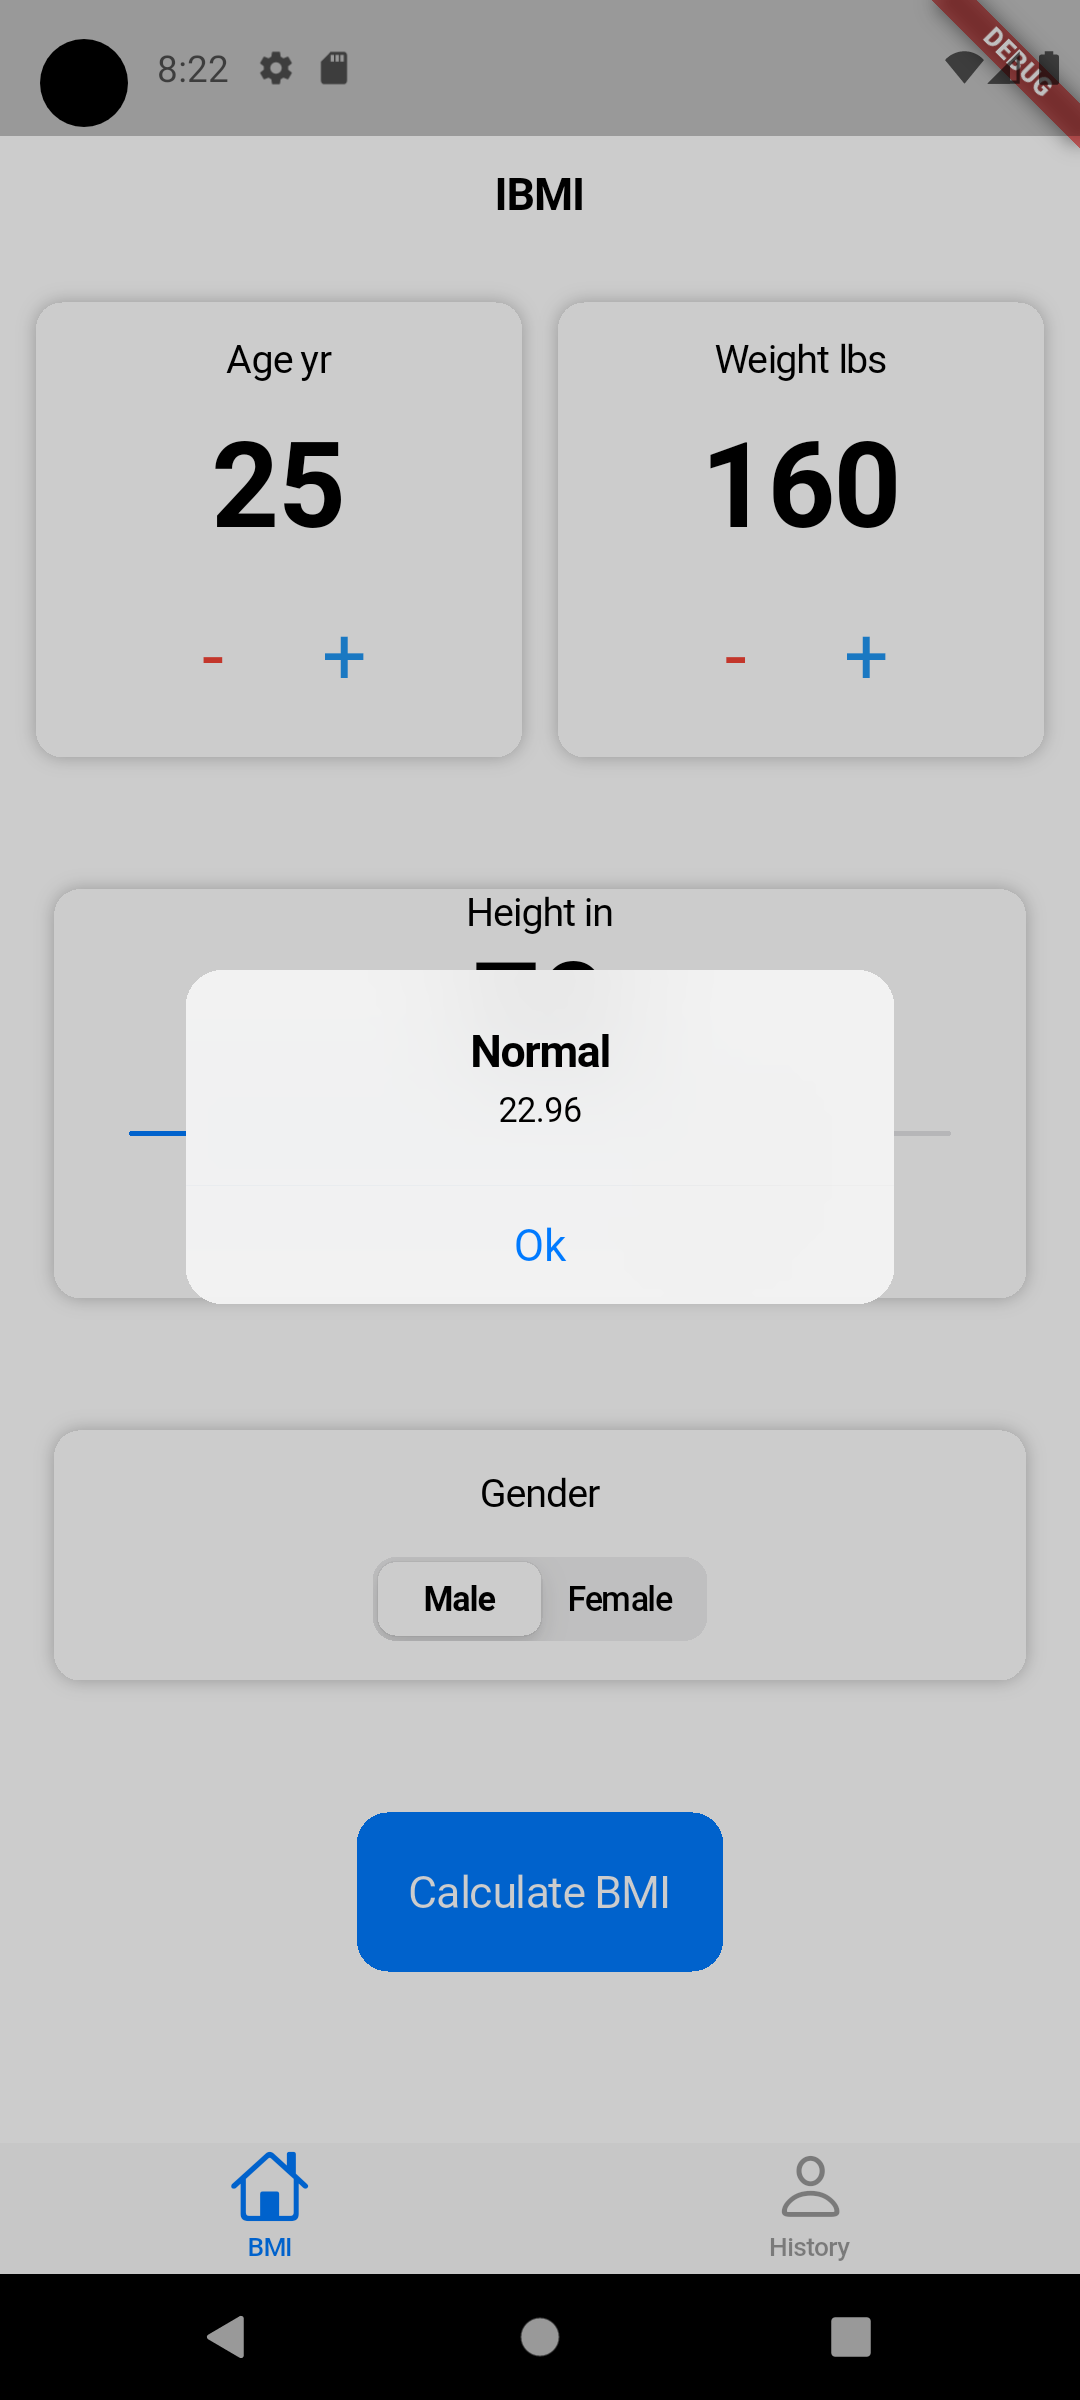 8:22
DEBUG
IBMI
Age yr
Weight lbs
25
160
- +
- +
Height in
Normal
22.96
Ok
Gender
Male Female
Calculate BMI
BMI
History